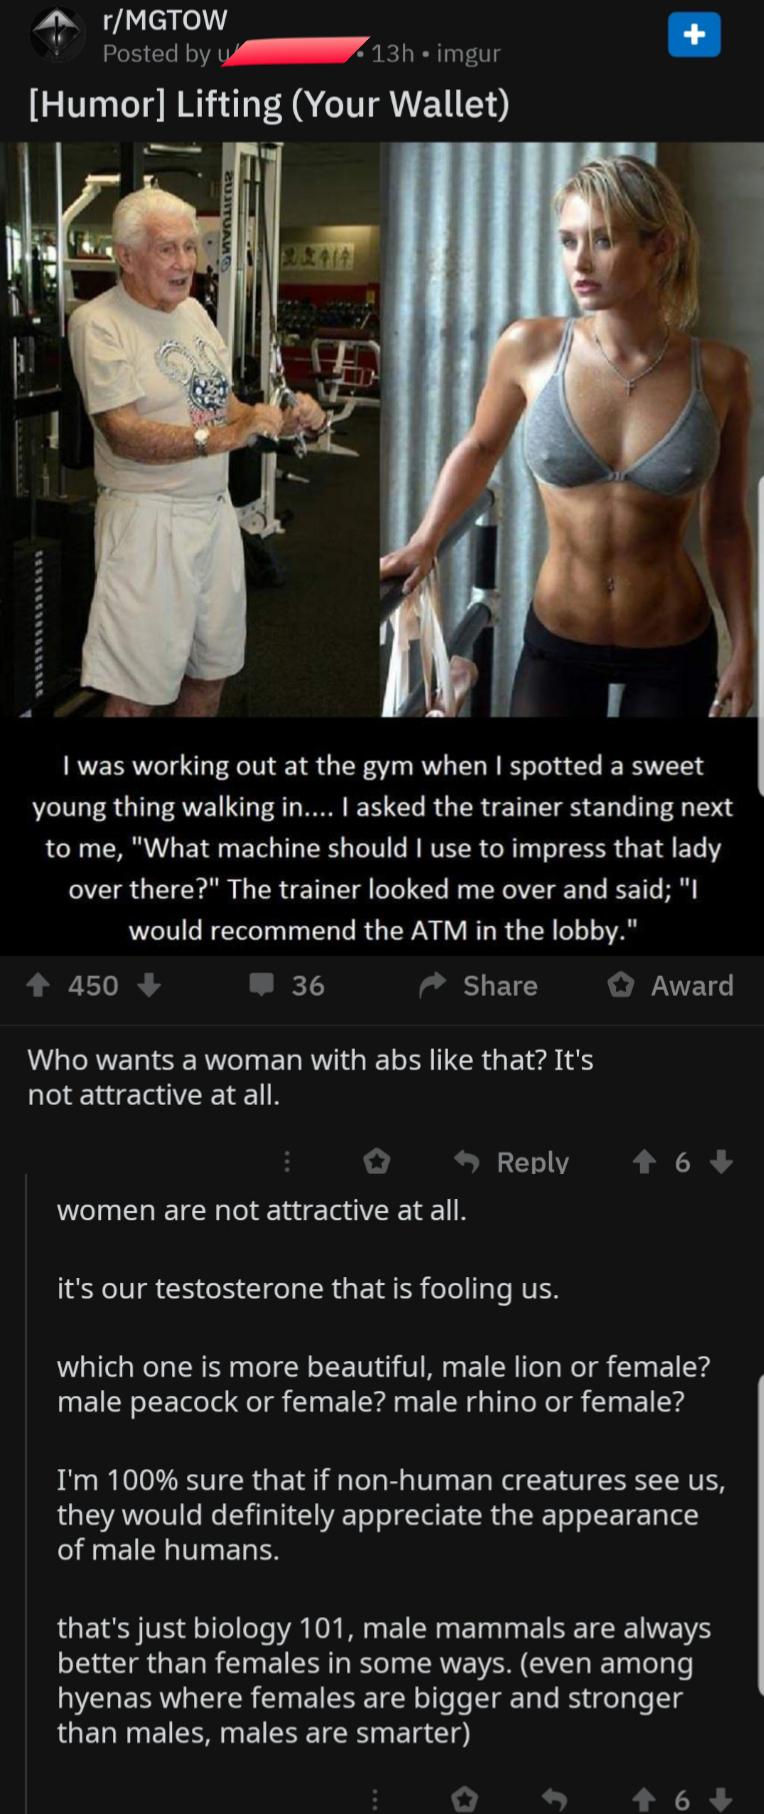 r/MGTOW
Posted by u/ • 13h • imgur
[Humor] Lifting (Your Wallet)
NAUTILUS
I was working out at the gym when I spotted a sweet
young thing walking in.... I asked the trainer standing next
to me, "What machine should I use to impress that lady
over there?" The trainer looked me over and said; "I
would recommend the ATM in the lobby."
450
36
Share
Award
Who wants a woman with abs like that? It's
not attractive at all.
Reply
6
women are not attractive at all.
it's our testosterone that is fooling us.
which one is more beautiful, male lion or female?
male peacock or female? male rhino or female?
I'm 100% sure that if non-human creatures see us,
they would definitely appreciate the appearance
of male humans.
that's just biology 101, male mammals are always
better than females in some ways. (even among
hyenas where females are bigger and stronger
than males, males are smarter)
6